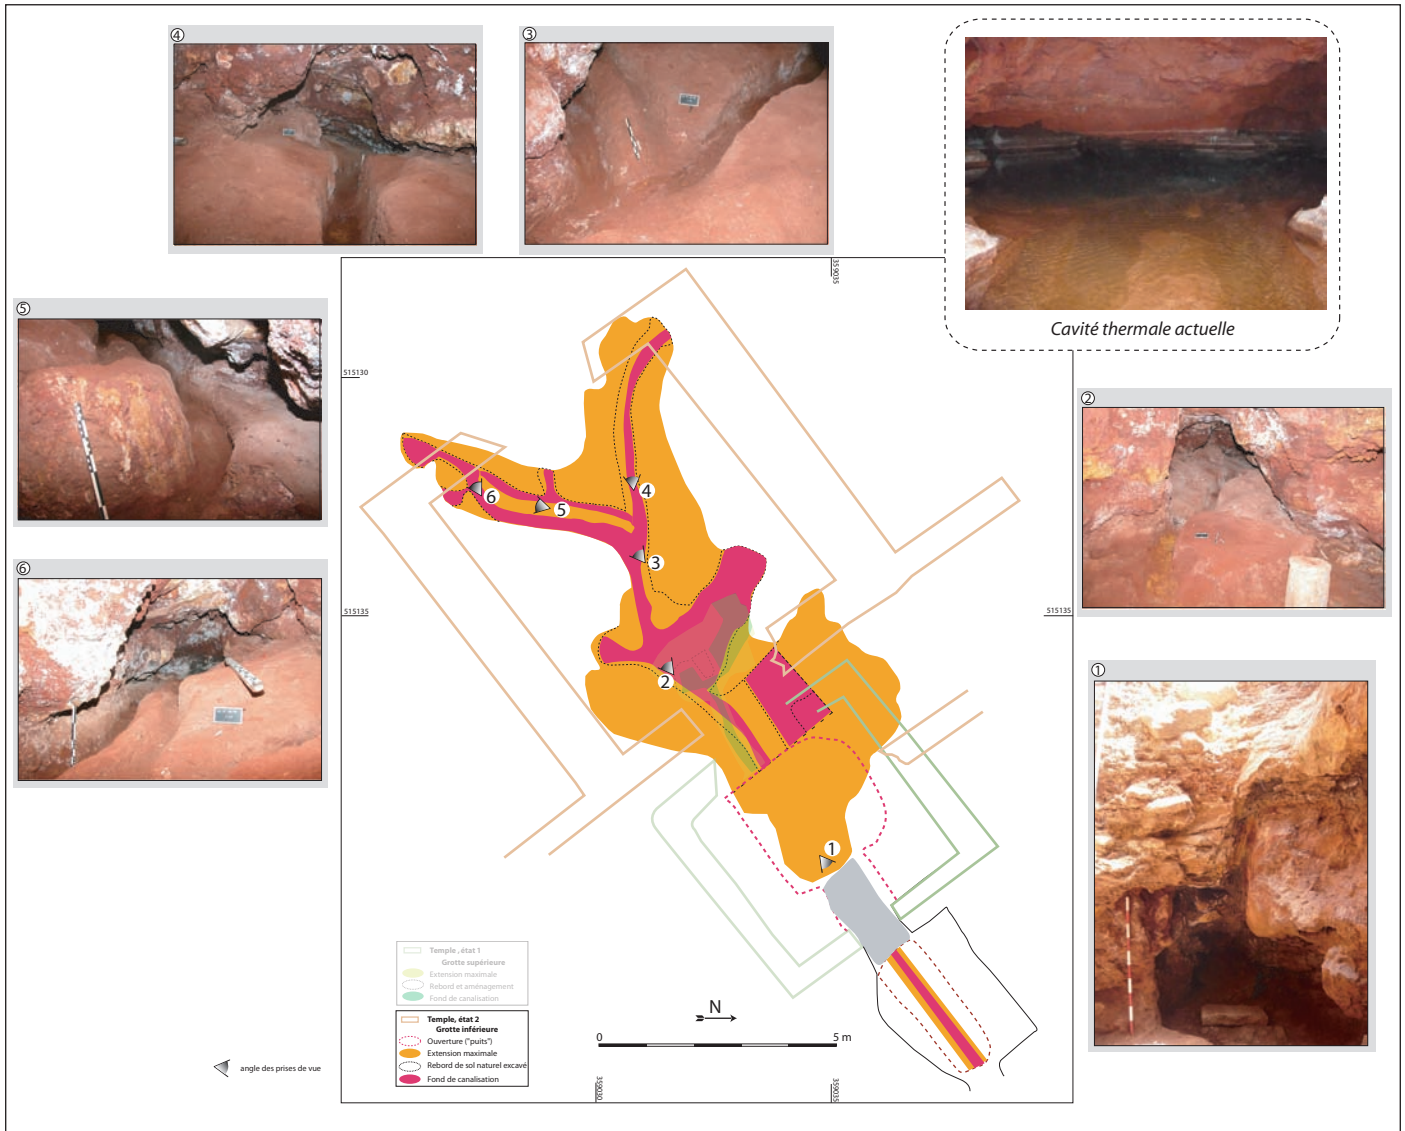 ④
③
Cavité thermale actuelle
⑤
②
⑥
①
359035
515130
515135
515135
4
6
5
3
2
1
N
0 5 m
359030
359035
Temple, état 1
Grotte supérieure
Extension maximale
Rebord et aménagement
Fond de canalisation
Temple, état 2
Grotte inférieure
Ouverture ("puits")
Extension maximale
Rebord de sol naturel excavé
Fond de canalisation
angle des prises de vue